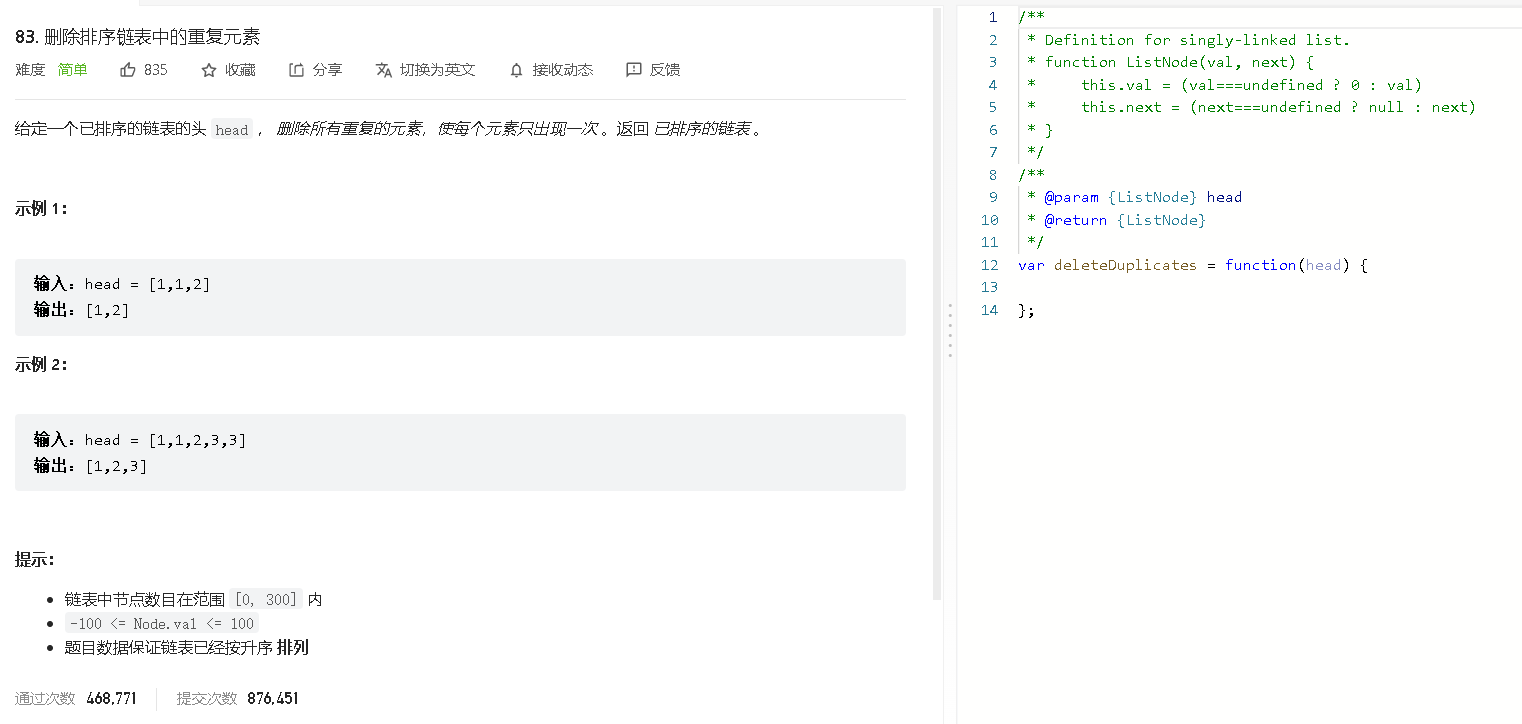 83. 删除排序链表中的重复元素
难度 简单 835 收藏 分享 切换为英文 接收动态 反馈
给定一个已排序的链表的头 head ， 删除所有重复的元素，使每个元素只出现一次 。返回 已排序的链表 。
示例 1：
输入：head = [1,1,2]
输出：[1,2]
示例 2：
输入：head = [1,1,2,3,3]
输出：[1,2,3]
提示：
链表中节点数目在范围 [0, 300] 内
-100 <= Node.val <= 100
题目数据保证链表已经按升序 排列
通过次数 468,771 提交次数 876,451
1 /**
2  * Definition for singly-linked list.
3  * function ListNode(val, next) {
4  *     this.val = (val===undefined ? 0 : val)
5  *     this.next = (next===undefined ? null : next)
6  * }
7  */
8 /**
9  * @param {ListNode} head
10  * @return {ListNode}
11  */
12 var deleteDuplicates = function(head) {
13
14 };